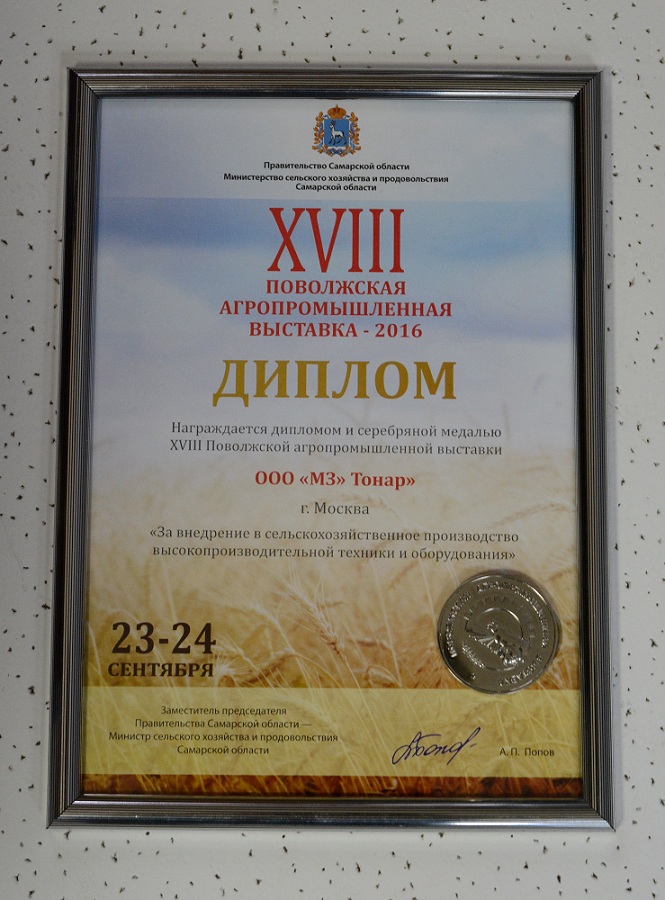 Правительство Самарской области
Министерство сельского хозяйства и продовольствия
Самарской области
XVIII
ПОВОЛЖСКАЯ
АГРОПРОМЫШЛЕННАЯ
ВЫСТАВКА - 2016
ДИПЛОМ
Награждается дипломом и серебряной медалью
XVIII Поволжской агропромышленной выставки
ООО «МЗ» Тонар»
г. Москва
«За внедрение в сельскохозяйственное производство
высокопроизводительной техники и оборудования»
23-24
СЕНТЯБРЯ
Заместитель председателя
Правительства Самарской области —
Министр сельского хозяйства и продовольствия
Самарской области
А. П. Попов